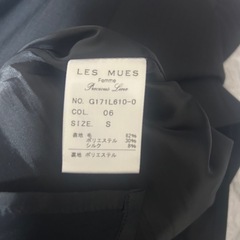 LES MUES
Femme
Precious Line
NO. G171L610-0
COL. 06
SIZE. S
表地 毛 62%
ポリエステル 30%
シルク 8%
裏地 ポリエステル